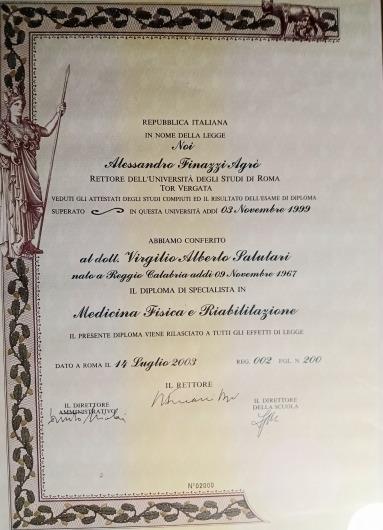 REPUBBLICA ITALIANA
IN NOME DELLA LEGGE
Noi
Alessandro Finazzi Agrò
RETTORE DELL'UNIVERSITÀ DEGLI STUDI DI ROMA
TOR VERGATA
VEDUTI GLI ATTESTATI DEGLI STUDI COMPIUTI ED IL RISULTATO DELL'ESAME DI DIPLOMA
SUPERATO IN QUESTA UNIVERSITÀ ADDÌ 03 Novembre 1999
ABBIAMO CONFERITO
al dott. Virgilio Alberto Salutari
nato a Reggio Calabria addì 09 Novembre 1967
IL DIPLOMA DI SPECIALISTA IN
Medicina Fisica e Riabilitazione
IL PRESENTE DIPLOMA VIENE RILASCIATO A TUTTI GLI EFFETTI DI LEGGE
DATO A ROMA IL 14 Luglio 2003 REG. 002 FGL. N. 200
IL RETTORE
IL DIRETTORE
AMMINISTRATIVO
IL DIRETTORE
DELLA SCUOLA
N°02000